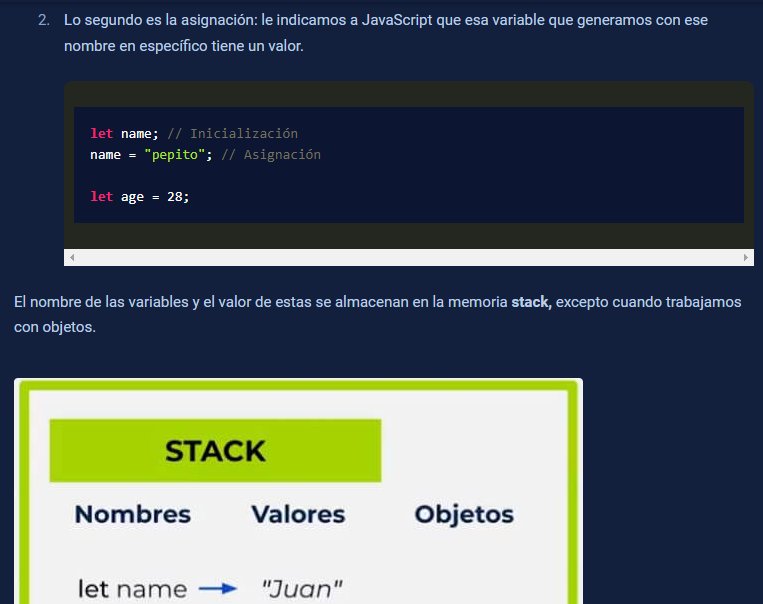 2. Lo segundo es la asignación: le indicamos a JavaScript que esa variable que generamos con ese
nombre en específico tiene un valor.
let name; // Inicialización
name = "pepito"; // Asignación
let age = 28;
El nombre de las variables y el valor de estas se almacenan en la memoria stack, excepto cuando trabajamos
con objetos.
STACK
Nombres Valores Objetos
let name "Juan"